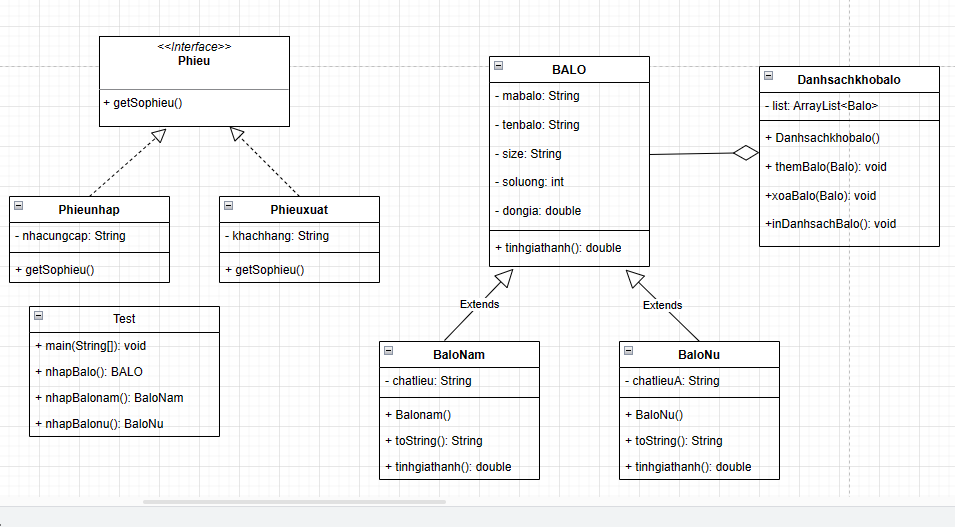 <<Interface>>
Phieu
+ getSophieu()
Phieunhap
- nhacungcap: String
+ getSophieu()
Phieuxuat
- khachhang: String
+ getSophieu()
Test
+ main(String[]): void
+ nhapBalo(): BALO
+ nhapBalonam(): BaloNam
+ nhapBalonu(): BaloNu
BALO
- mabalo: String
- tenbalo: String
- size: String
- soluong: int
- dongia: double
+ tinhgiathanh(): double
Danhsachkhobalo
- list: ArrayList<Balo>
+ Danhsachkhobalo()
+ themBalo(Balo): void
+xoaBalo(Balo): void
+inDanhsachBalo(): void
Extends
Extends
BaloNam
- chatlieu: String
+ Balonam()
+ toString(): String
+ tinhgiathanh(): double
BaloNu
- chatlieuA: String
+ BaloNu()
+ toString(): String
+ tinhgiathanh(): double